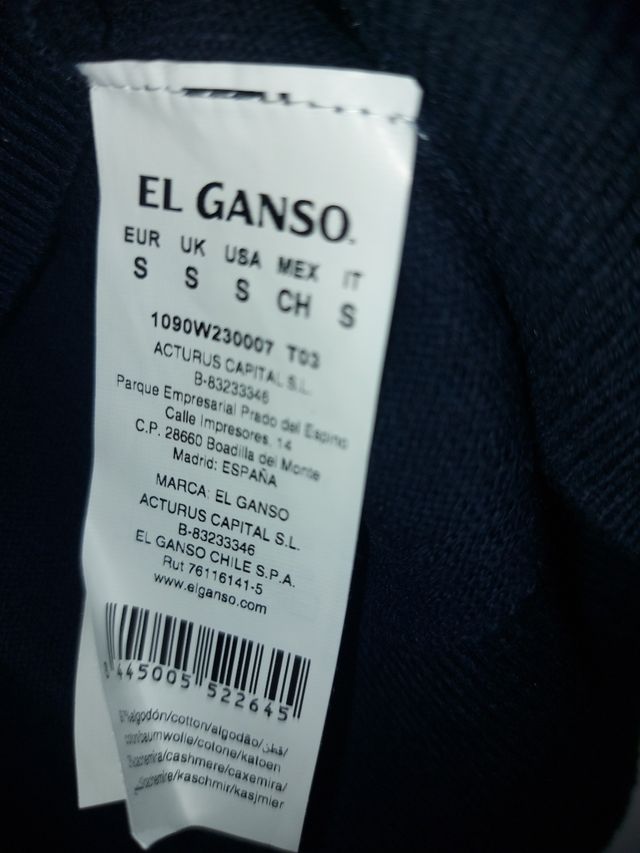 EL GANSO.
EUR UK USA MEX IT
S S S CH S
1090W230007 T03
ACTURUS CAPITAL S.L.
B-83233346
Parque Empresarial Prado del Espino
Calle Impresores, 14
C.P. 28660 Boadilla del Monte
Madrid: ESPAÑA
MARCA: EL GANSO
ACTURUS CAPITAL S.L.
B-83233346
EL GANSO CHILE S.P.A.
Rut 76116141-5
www.elganso.com
445005 522645
algodón/cotton/algodão/قطن/
baumwolle/cotone/katoen
/cashmere/caxemira/
/kaschmir/kasjmier